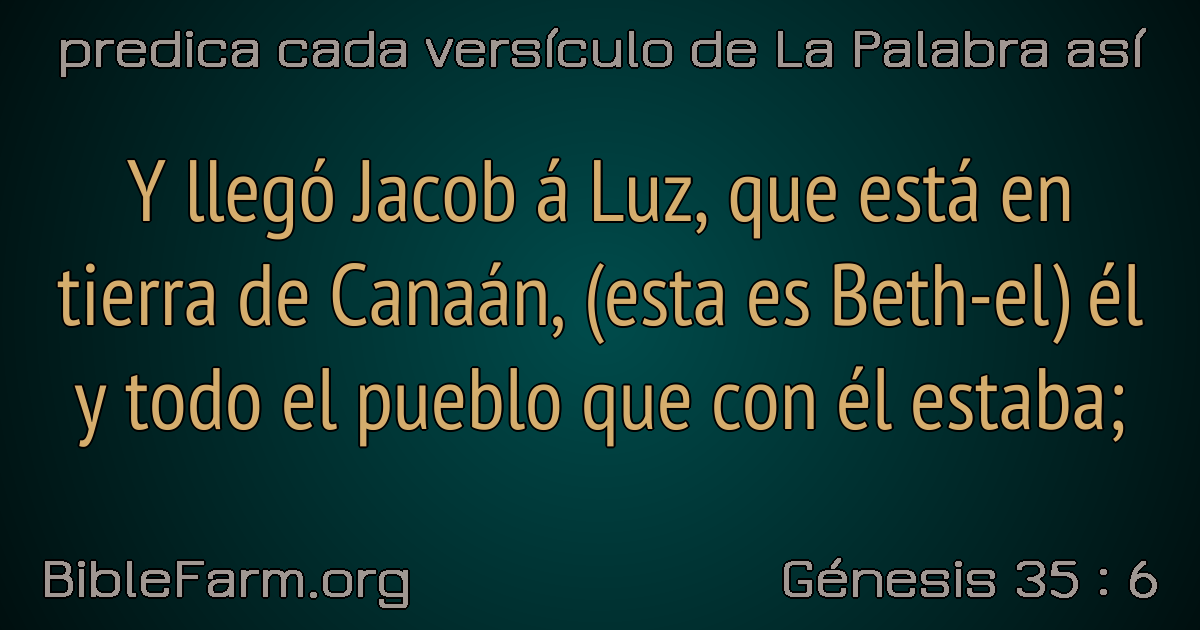 predica cada versículo de La Palabra así
Y llegó Jacob á Luz, que está en
tierra de Canaán, (esta es Beth-el) él
y todo el pueblo que con él estaba;
BibleFarm.org
Génesis 35 : 6